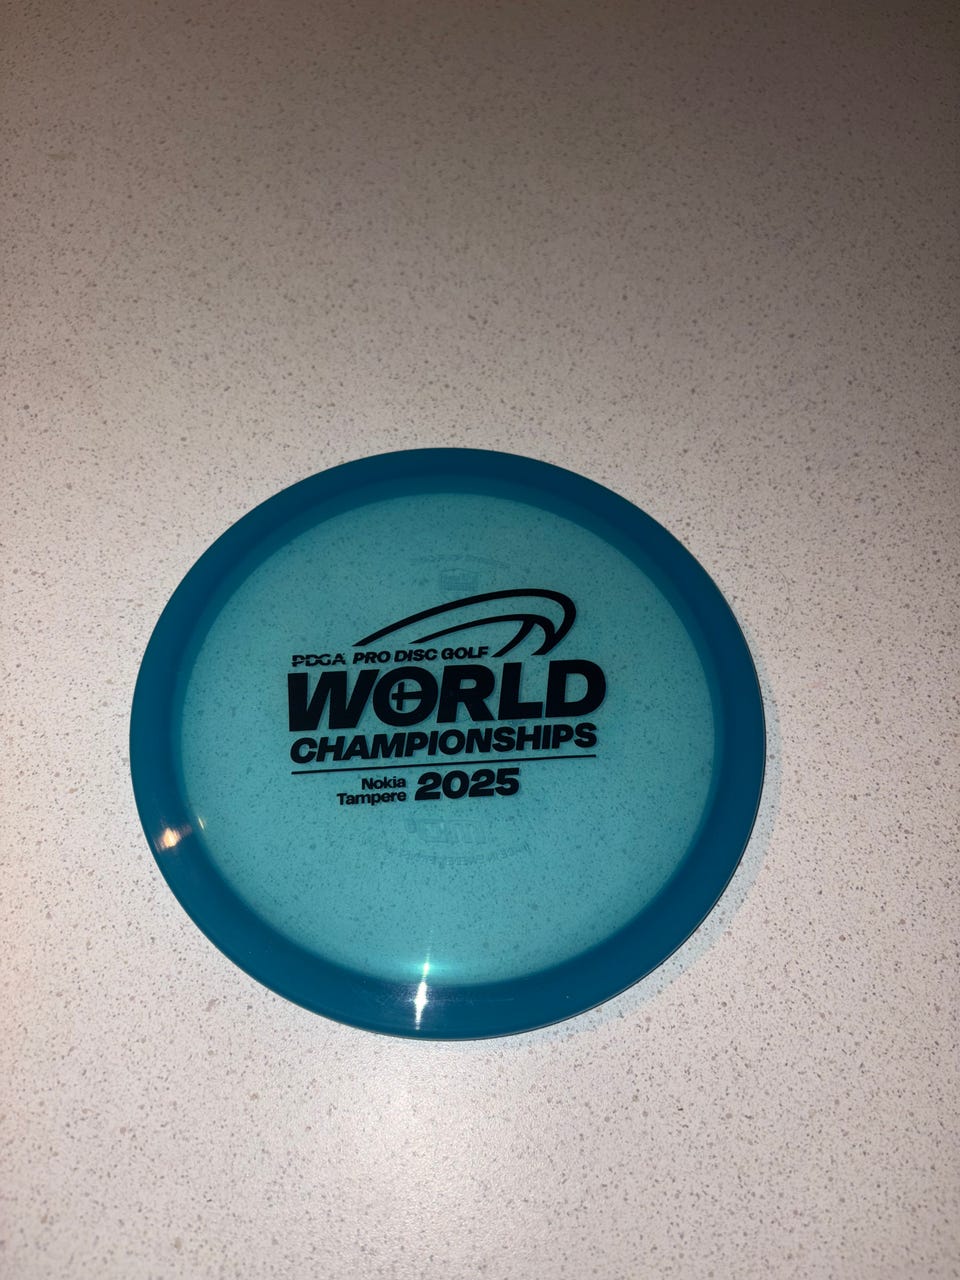 PDGA PRO DISC GOLF
WORLD
CHAMPIONSHIPS
Nokia
Tampere 2025